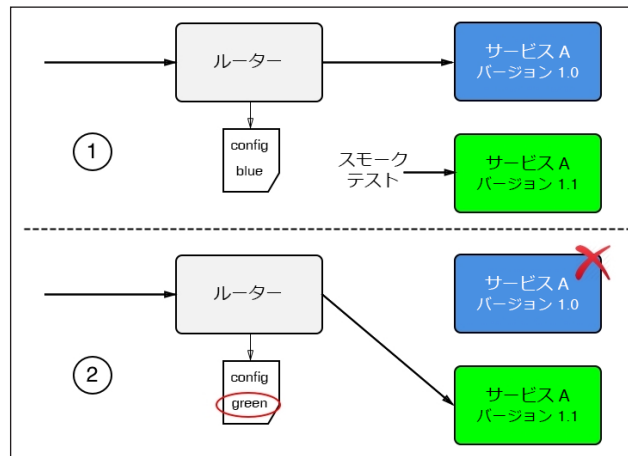 ルーター
サービス A
バージョン 1.0
config
blue
1
スモーク
テスト
サービス A
バージョン 1.1
ルーター
サービス A
バージョン 1.0
config
green
2
サービス A
バージョン 1.1